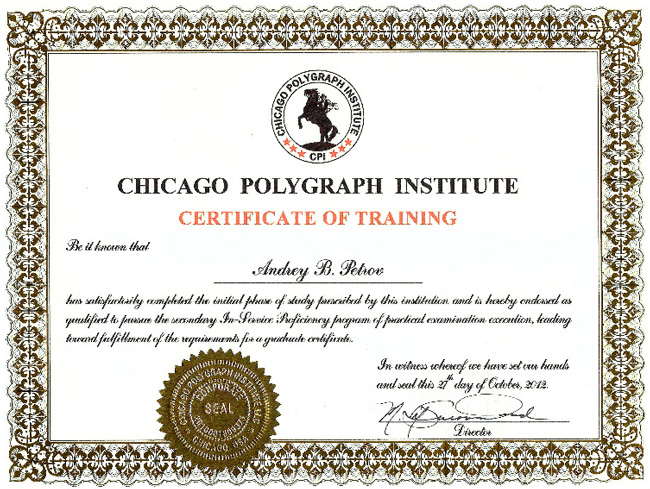 CHICAGO POLYGRAPH INSTITUTE
CPI
CHICAGO POLYGRAPH INSTITUTE
CERTIFICATE OF TRAINING
Be it known that
Andrey B. Petrov
has satisfactorily completed the initial phase of study prescribed by this institution and is hereby endorsed as
qualified to pursue the secondary In-Service Proficiency program of practical examination execution, leading
toward fulfillment of the requirements for a graduate certificate.
In witness whereof we have set our hands
and seal this 27th day of October, 2012.
Director
CHICAGO POLYGRAPH INSTITUTE, LLC
CORPORATE
SEAL
CHICAGO USA